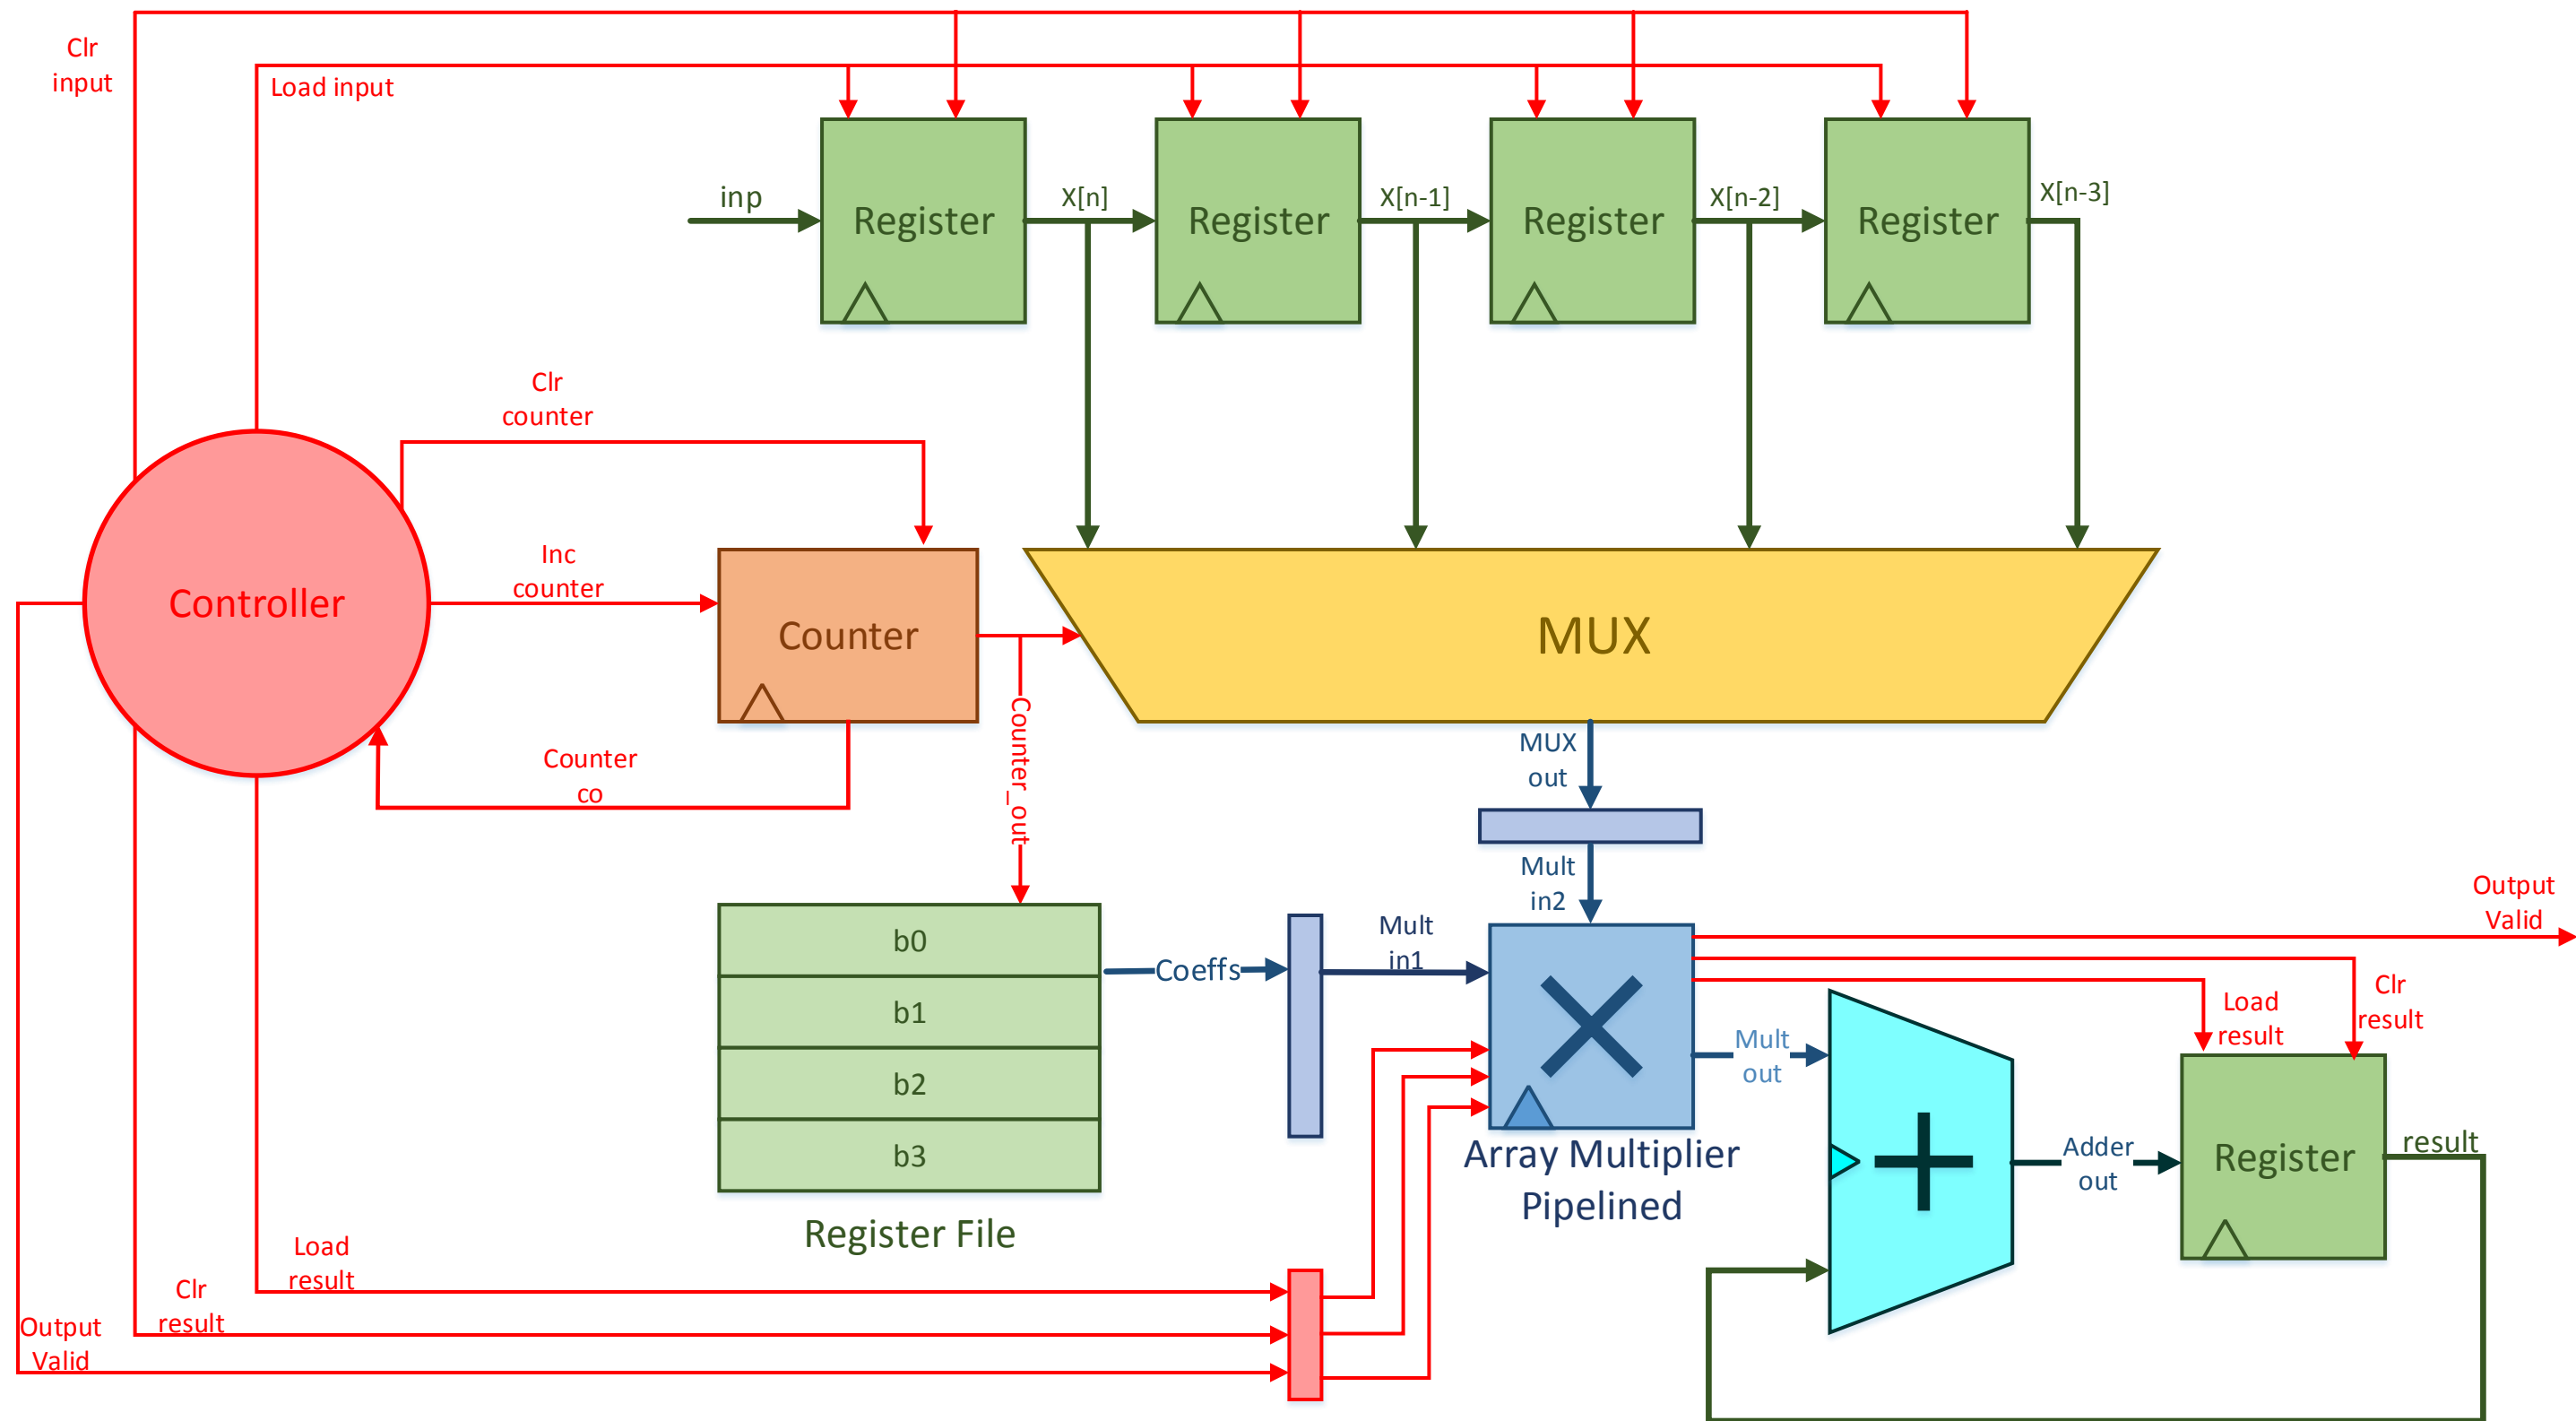 Clr
input
Load input
inp
X[n]
X[n-1]
X[n-2]
X[n-3]
Register
Register
Register
Register
Clr
counter
Inc
counter
Controller
Counter
MUX
Counter
co
Counter_out
MUX
out
Mult
in2
Output
Valid
b0
b1
b2
b3
Coeffs
Mult
in1
Clr
result
Load
result
Mult
out
Array Multiplier
Pipelined
Adder
out
Register
result
Register File
Load
result
Clr
result
Output
Valid